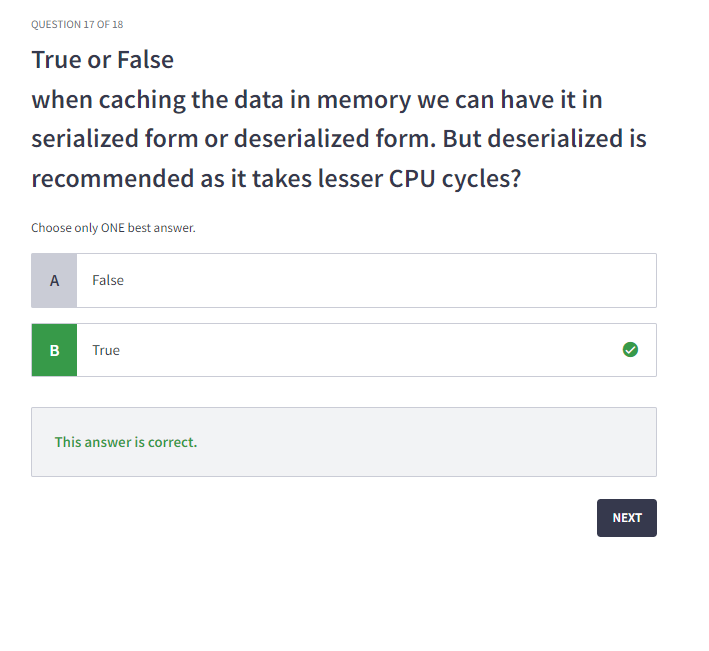 QUESTION 17 OF 18
True or False
when caching the data in memory we can have it in
serialized form or deserialized form. But deserialized is
recommended as it takes lesser CPU cycles?
Choose only ONE best answer.
A False
B True
This answer is correct.
NEXT